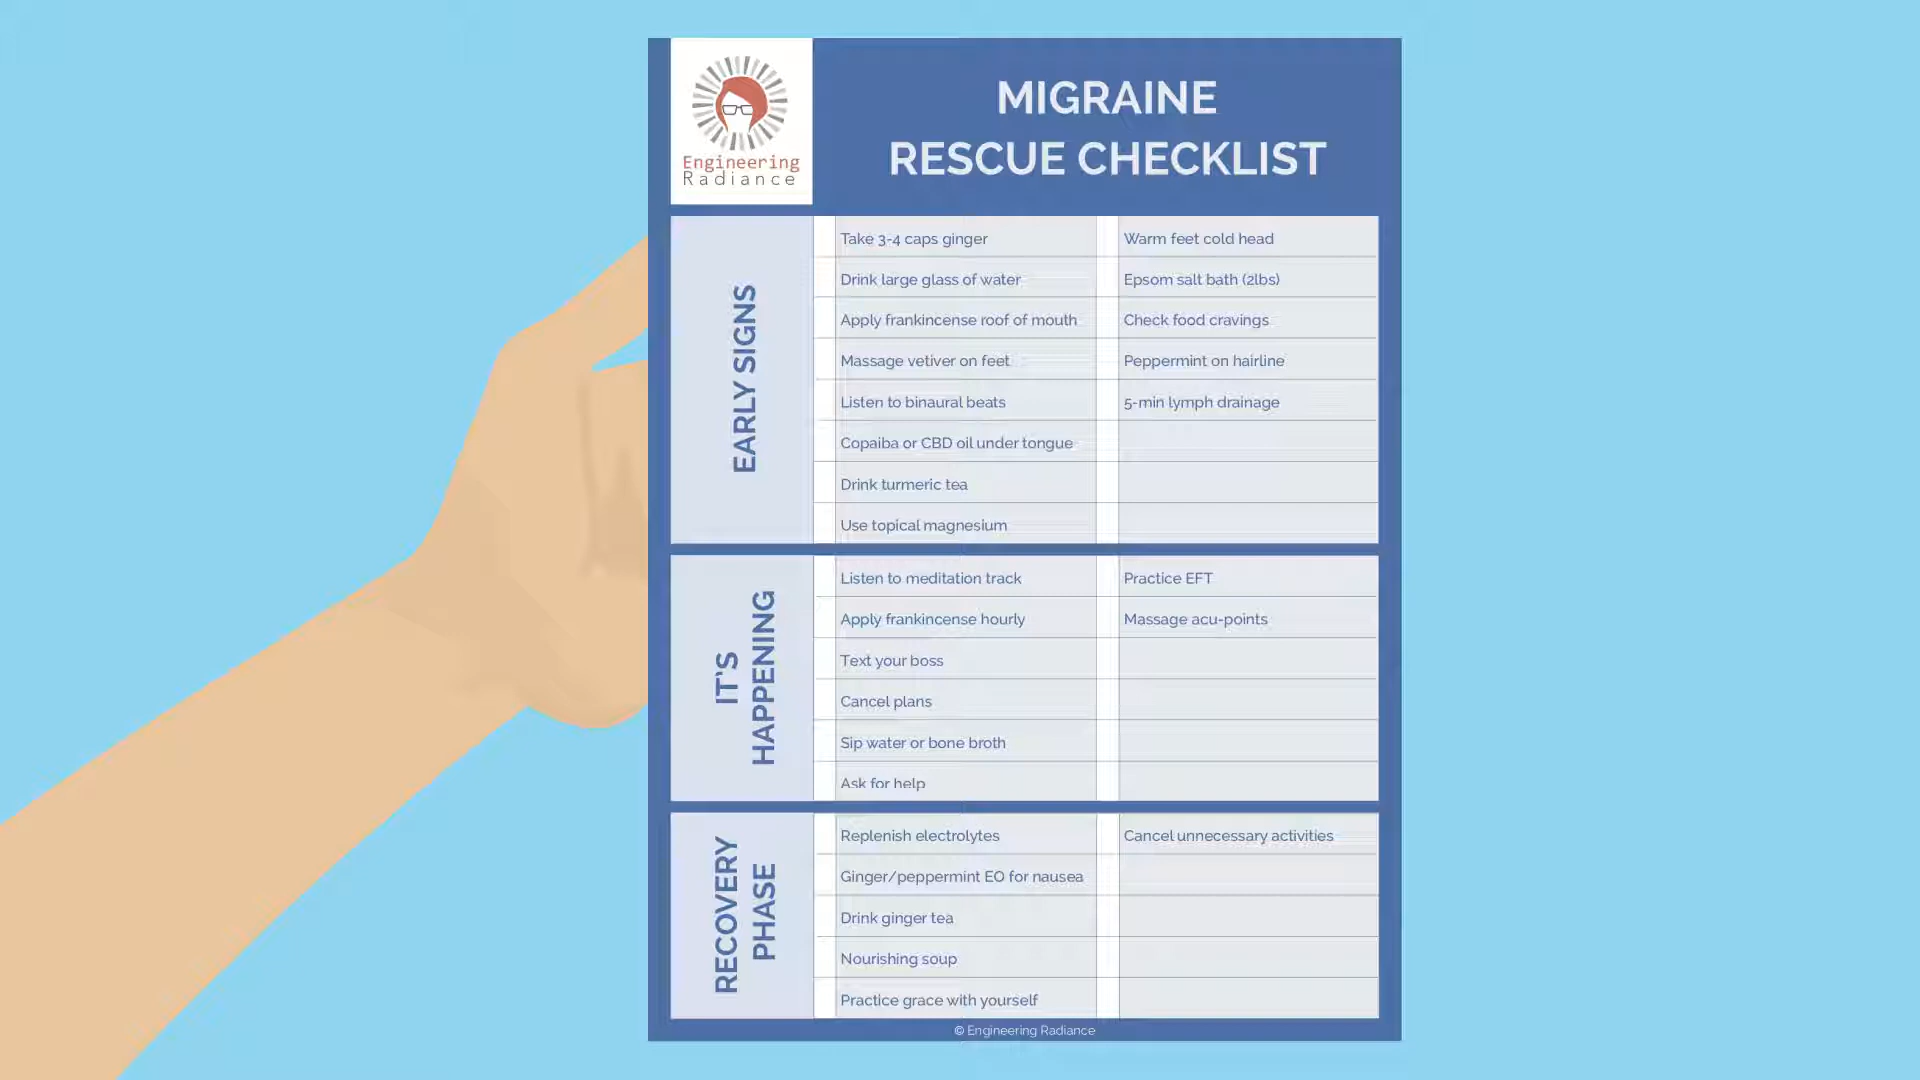 Engineering
Radiance
MIGRAINE
RESCUE CHECKLIST
EARLY SIGNS
Take 3-4 caps ginger
Drink large glass of water
Apply frankincense roof of mouth
Massage vetiver on feet
Listen to binaural beats
Copaiba or CBD oil under tongue
Drink turmeric tea
Use topical magnesium
Warm feet cold head
Epsom salt bath (2lbs)
Check food cravings
Peppermint on hairline
5-min lymph drainage
IT'S
HAPPENING
Listen to meditation track
Apply frankincense hourly
Text your boss
Cancel plans
Sip water or bone broth
Ask for help
Practice EFT
Massage acu-points
RECOVERY
PHASE
Replenish electrolytes
Ginger/peppermint EO for nausea
Drink ginger tea
Nourishing soup
Practice grace with yourself
Cancel unnecessary activities
© Engineering Radiance